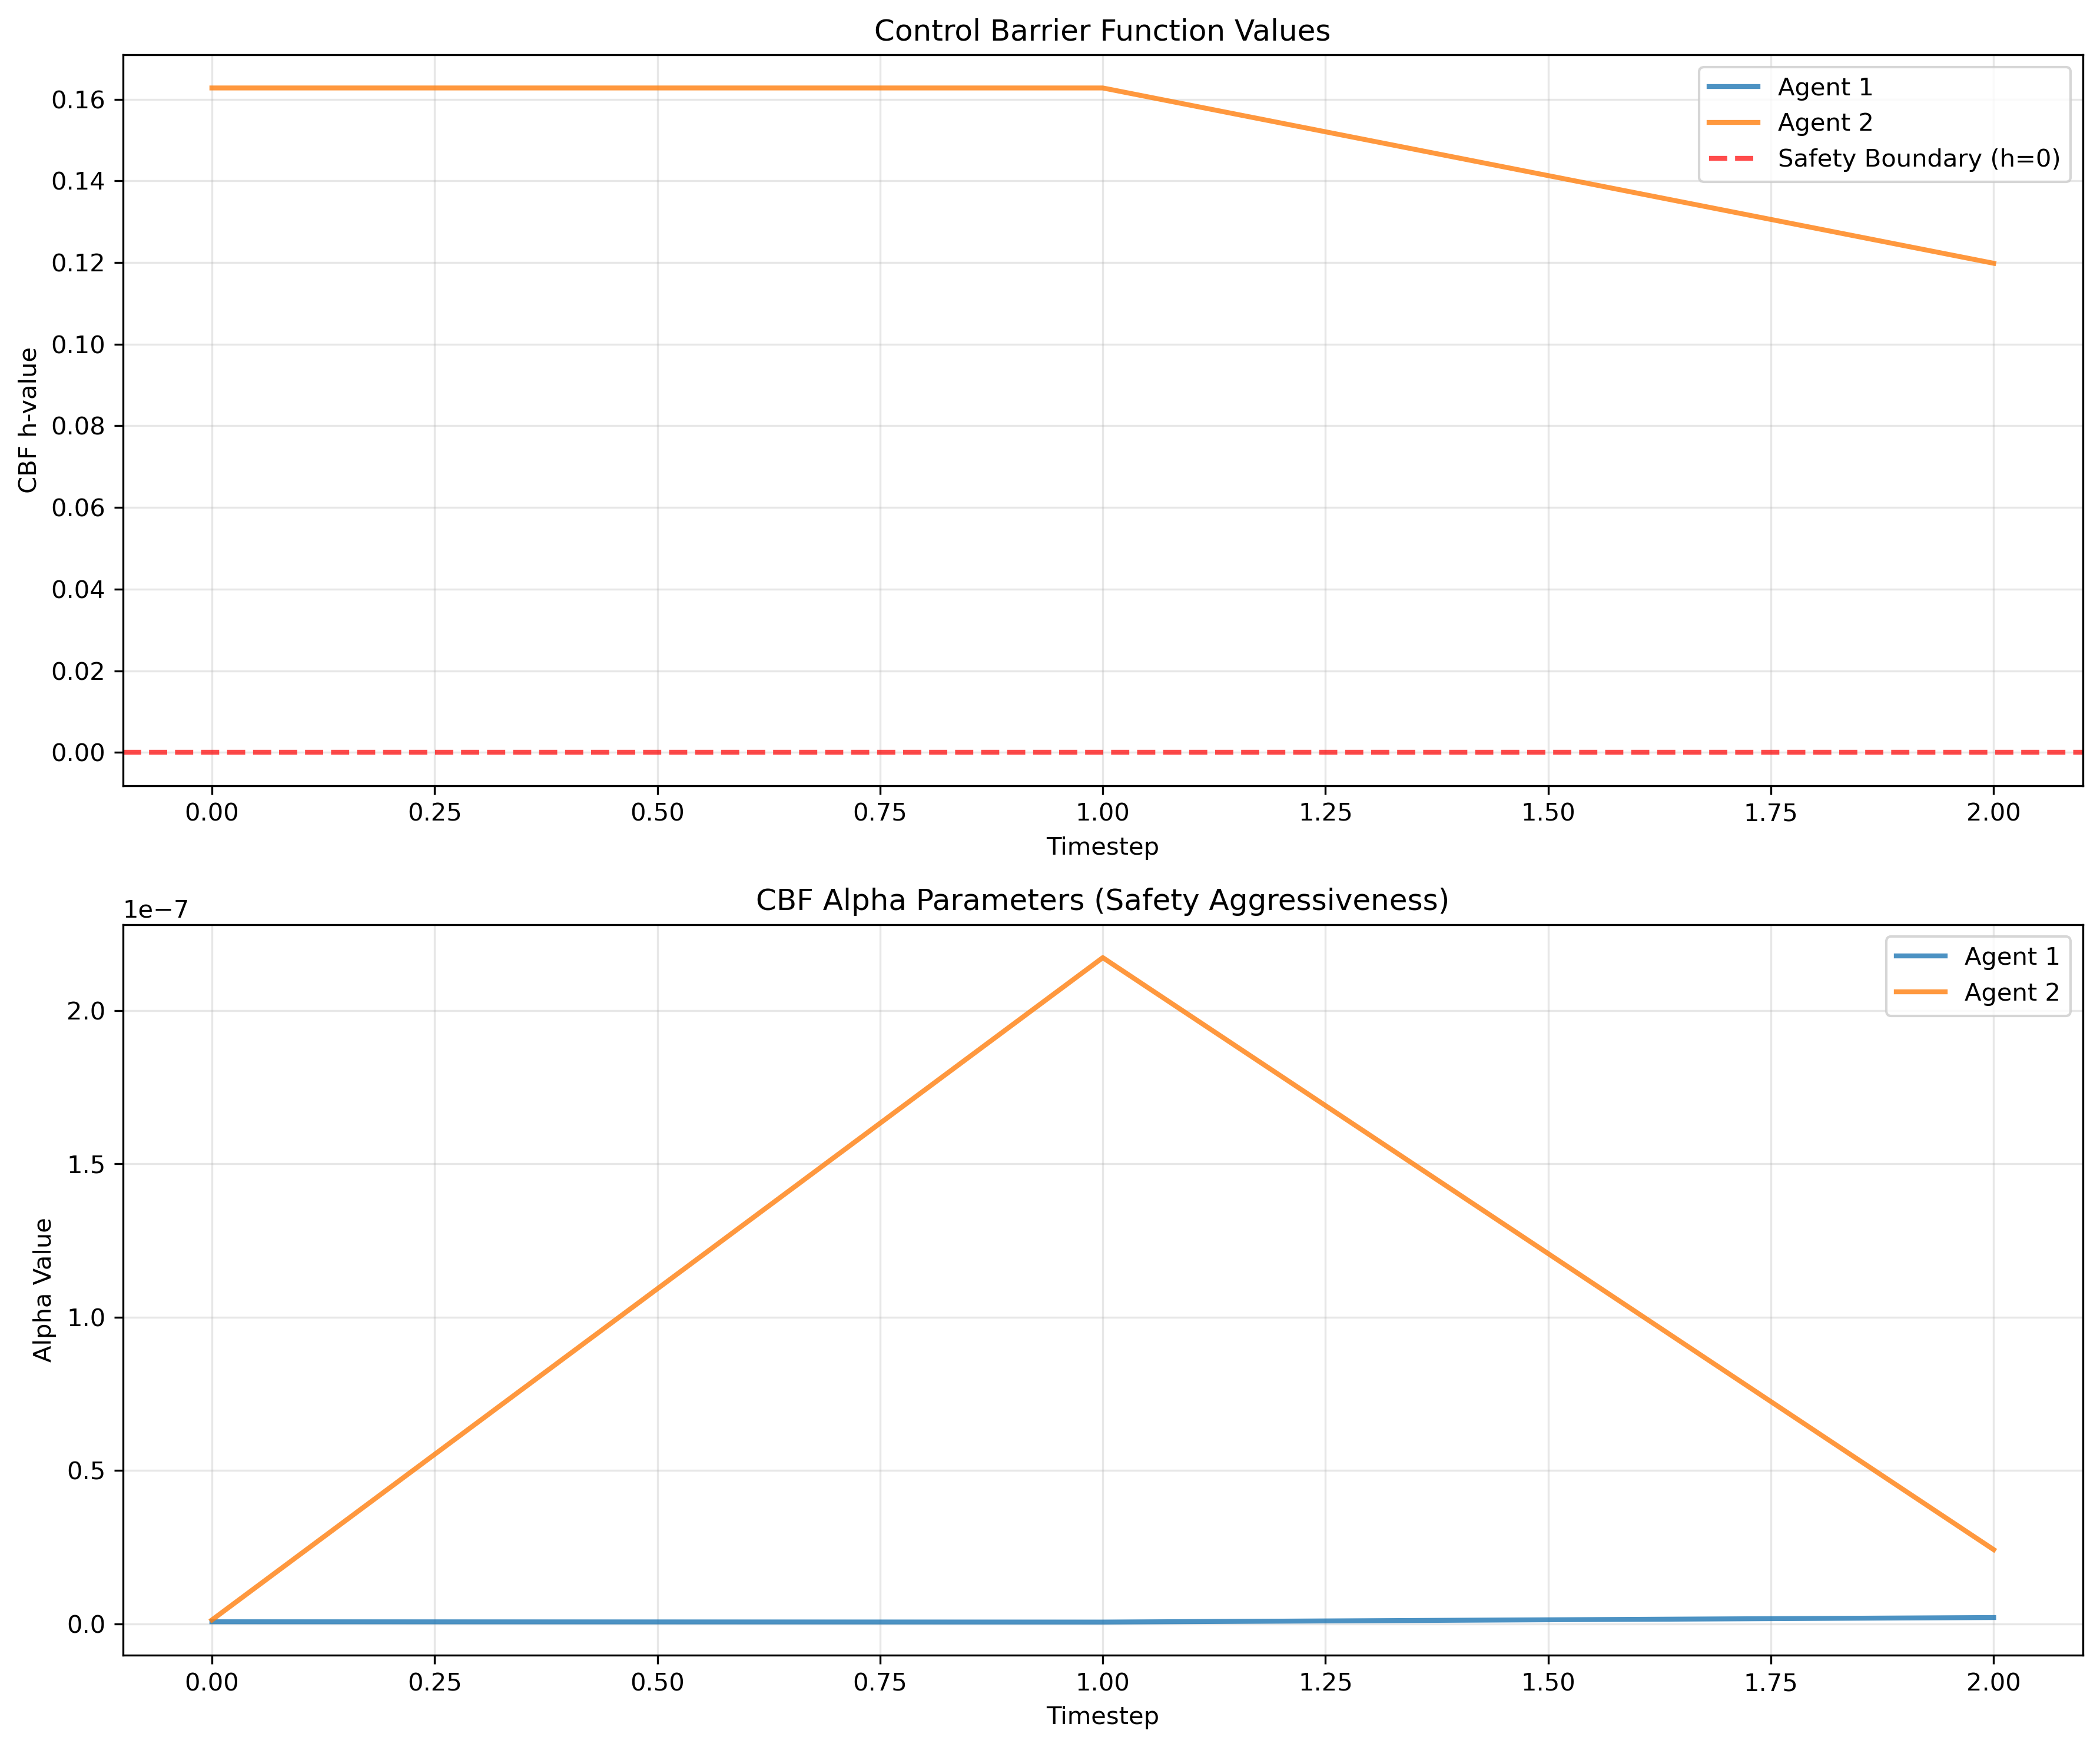 Control Barrier Function Values
Agent 1
Agent 2
Safety Boundary (h=0)
CBF h-value
0.16
0.14
0.12
0.10
0.08
0.06
0.04
0.02
0.00
0.00 0.25 0.50 0.75 1.00 1.25 1.50 1.75 2.00
Timestep
CBF Alpha Parameters (Safety Aggressiveness)
1e−7
Agent 1
Agent 2
Alpha Value
2.0
1.5
1.0
0.5
0.0
0.00 0.25 0.50 0.75 1.00 1.25 1.50 1.75 2.00
Timestep